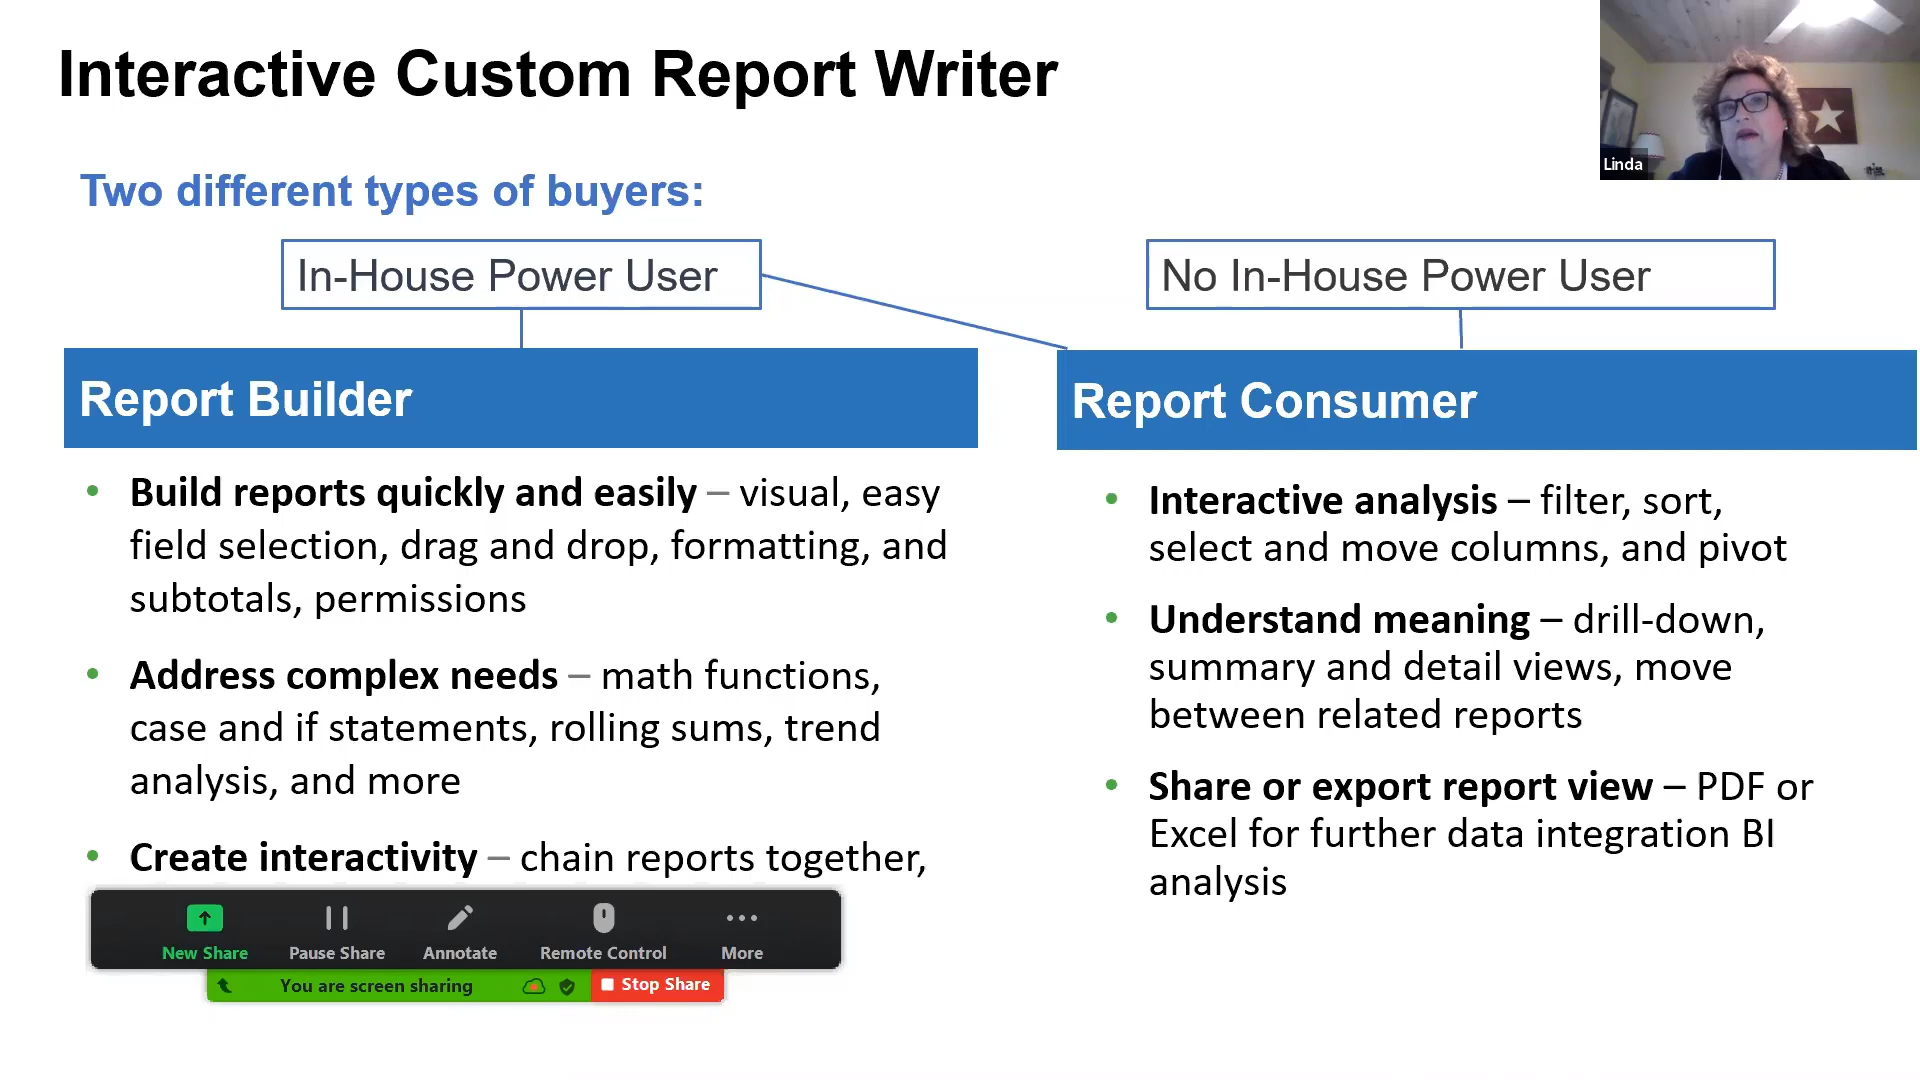 Interactive Custom Report Writer
Linda
Two different types of buyers:
In-House Power User
No In-House Power User
Report Builder
• Build reports quickly and easily – visual, easy
field selection, drag and drop, formatting, and
subtotals, permissions
• Address complex needs – math functions,
case and if statements, rolling sums, trend
analysis, and more
• Create interactivity – chain reports together,
Report Consumer
• Interactive analysis – filter, sort,
select and move columns, and pivot
• Understand meaning – drill-down,
summary and detail views, move
between related reports
• Share or export report view – PDF or
Excel for further data integration BI
analysis
New Share
Pause Share
Annotate
Remote Control
More
You are screen sharing
Stop Share